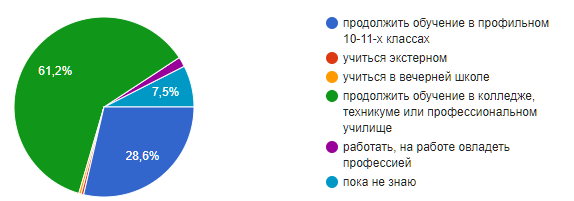 61,2%
7,5%
28,6%
продолжить обучение в профильном
10-11-х классах
учиться экстерном
учиться в вечерней школе
продолжить обучение в колледже,
техникуме или профессиональном
училище
работать, на работе овладеть
профессией
пока не знаю